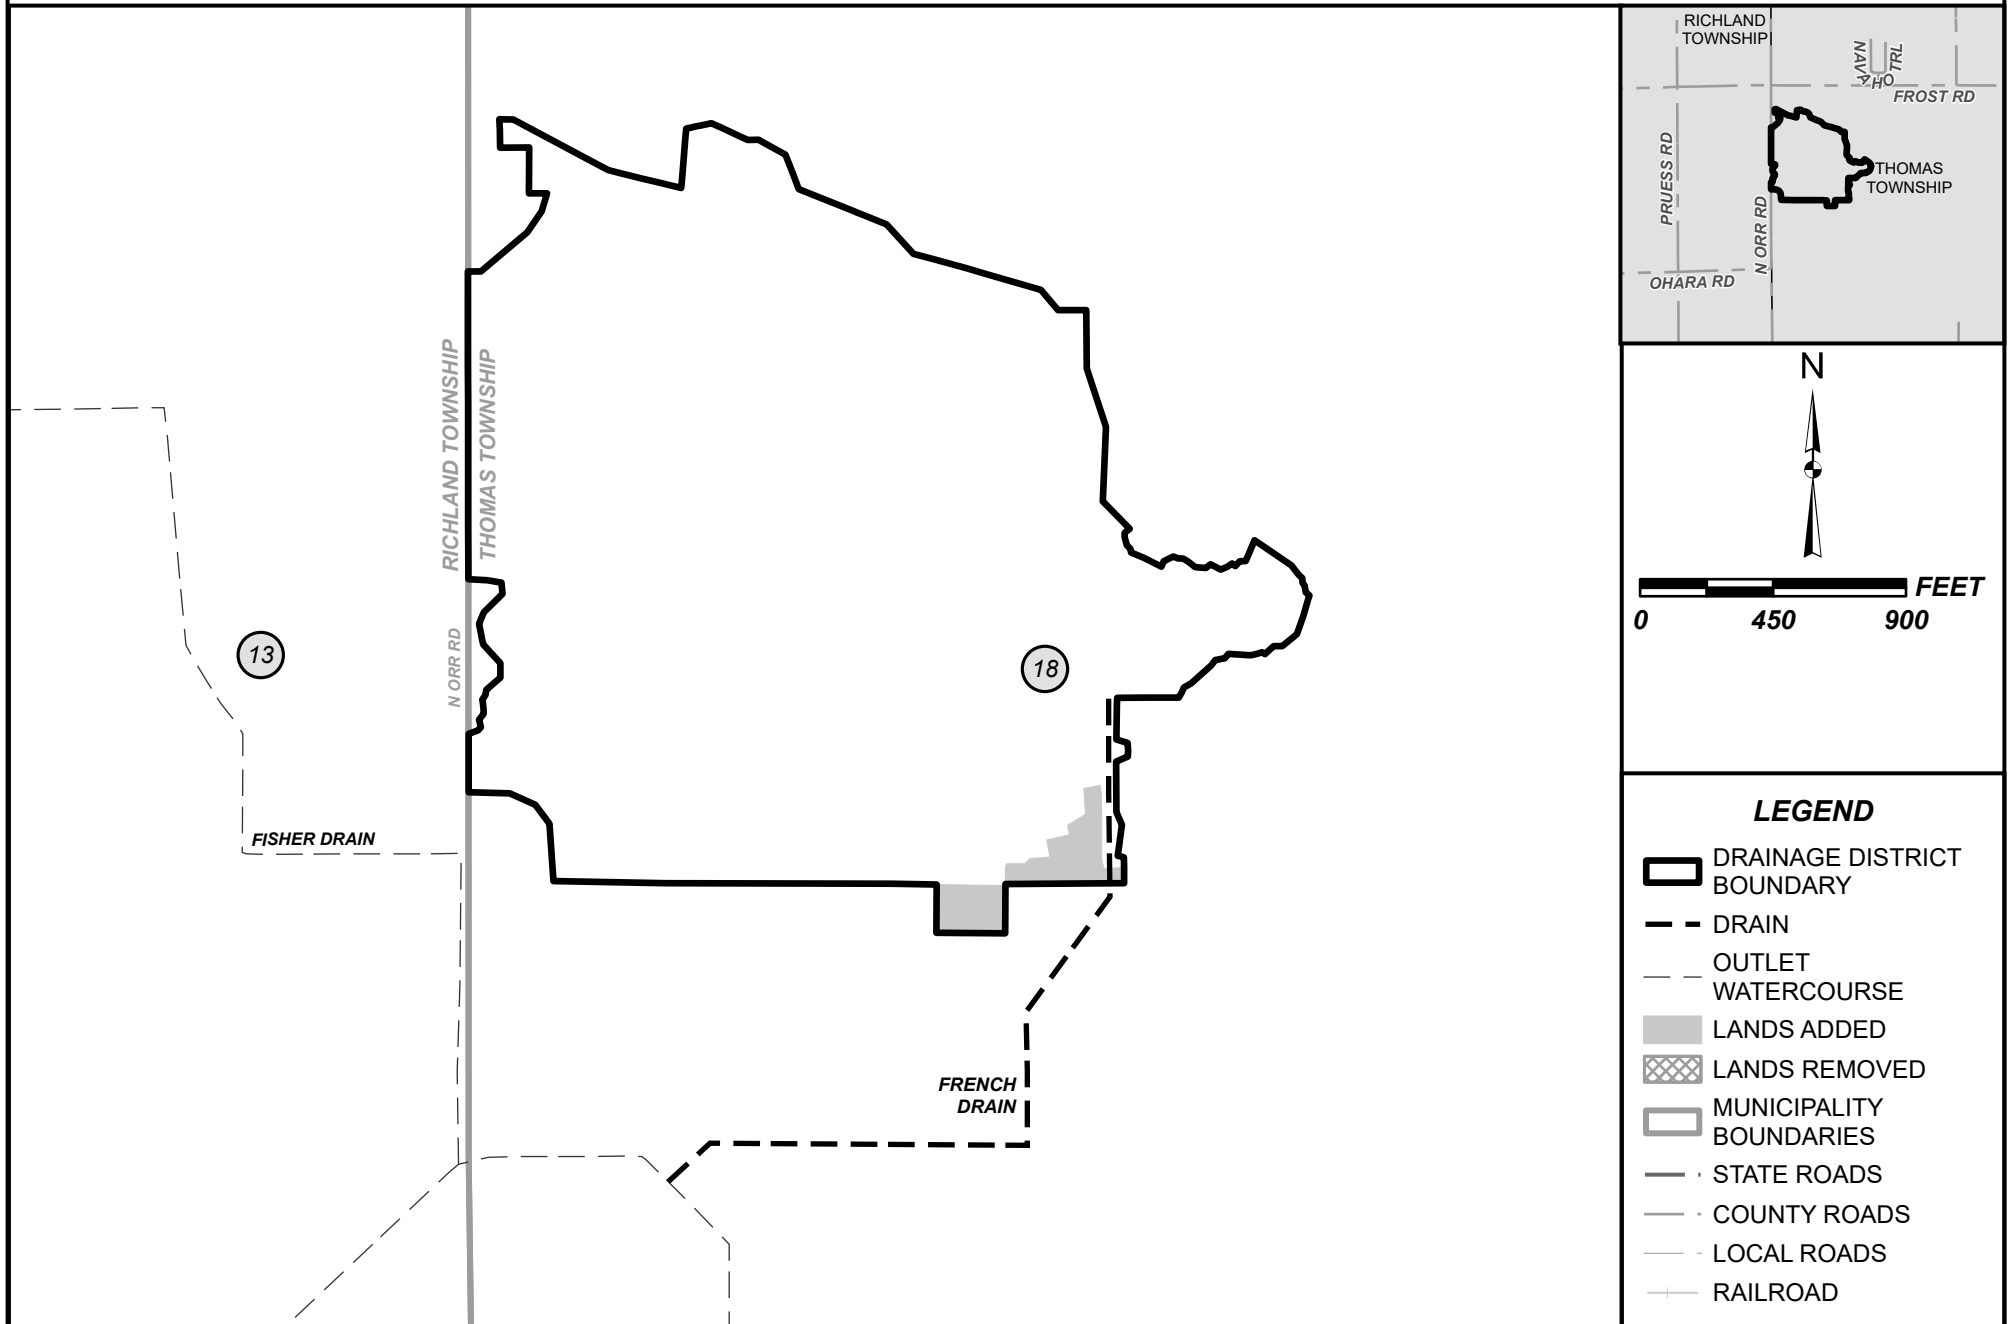 RICHLAND TOWNSHIP
THOMAS TOWNSHIP
N ORR RD
13
18
FISHER DRAIN
FRENCH
DRAIN
RICHLAND
TOWNSHIP
NAVAHO TRL
FROST RD
PRUESS RD
THOMAS
TOWNSHIP
N ORR RD
OHARA RD
N
FEET
0 450 900
LEGEND
DRAINAGE DISTRICT
BOUNDARY
DRAIN
OUTLET
WATERCOURSE
LANDS ADDED
LANDS REMOVED
MUNICIPALITY
BOUNDARIES
STATE ROADS
COUNTY ROADS
LOCAL ROADS
RAILROAD